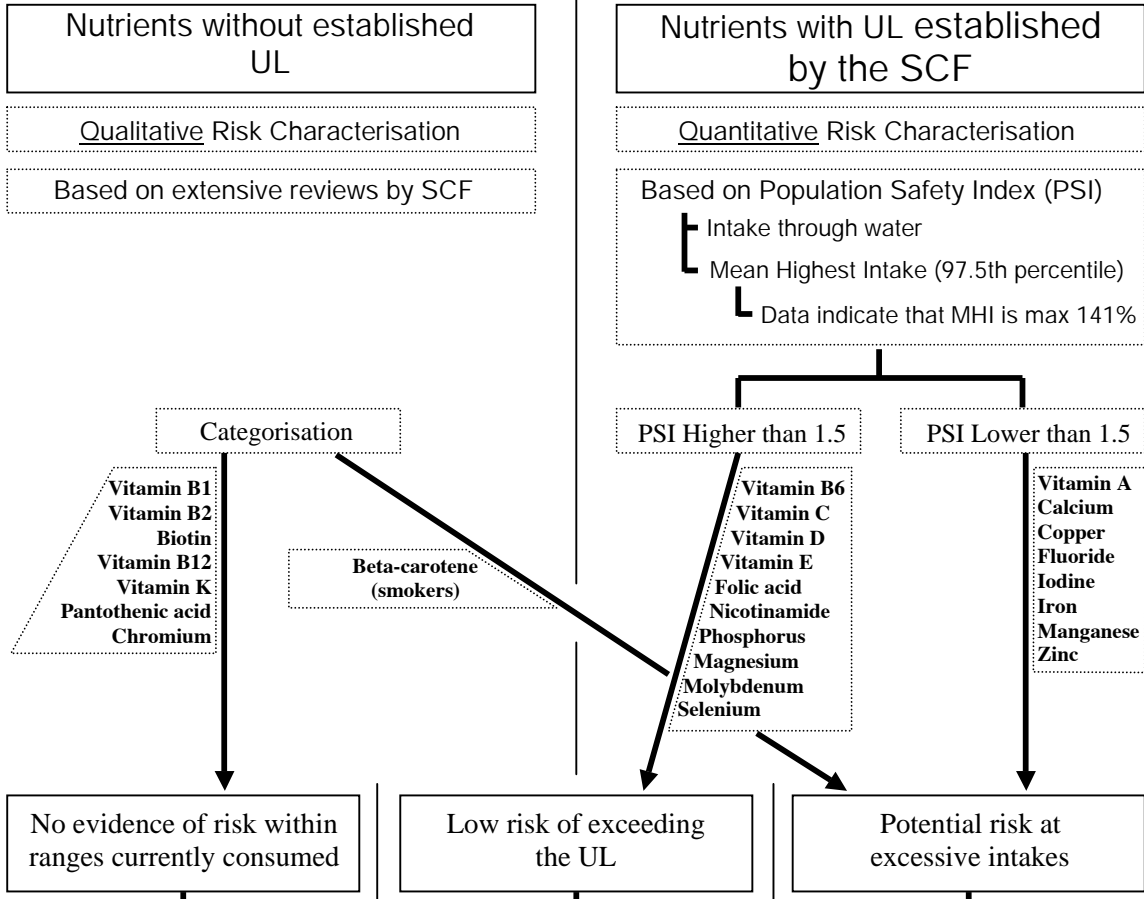 Nutrients without established
UL
Qualitative Risk Characterisation
Based on extensive reviews by SCF
Nutrients with UL established
by the SCF
Quantitative Risk Characterisation
Based on Population Safety Index (PSI)
Intake through water
Mean Highest Intake (97.5th percentile)
Data indicate that MHI is max 141%
Categorisation
PSI Higher than 1.5
PSI Lower than 1.5
Vitamin B1
Vitamin B2
Biotin
Vitamin B12
Vitamin K
Pantothenic acid
Chromium
Beta-carotene
(smokers)
Vitamin B6
Vitamin C
Vitamin D
Vitamin E
Folic acid
Nicotinamide
Phosphorus
Magnesium
Molybdenum
Selenium
Vitamin A
Calcium
Copper
Fluoride
Iodine
Iron
Manganese
Zinc
No evidence of risk within
ranges currently consumed
Low risk of exceeding
the UL
Potential risk at
excessive intakes